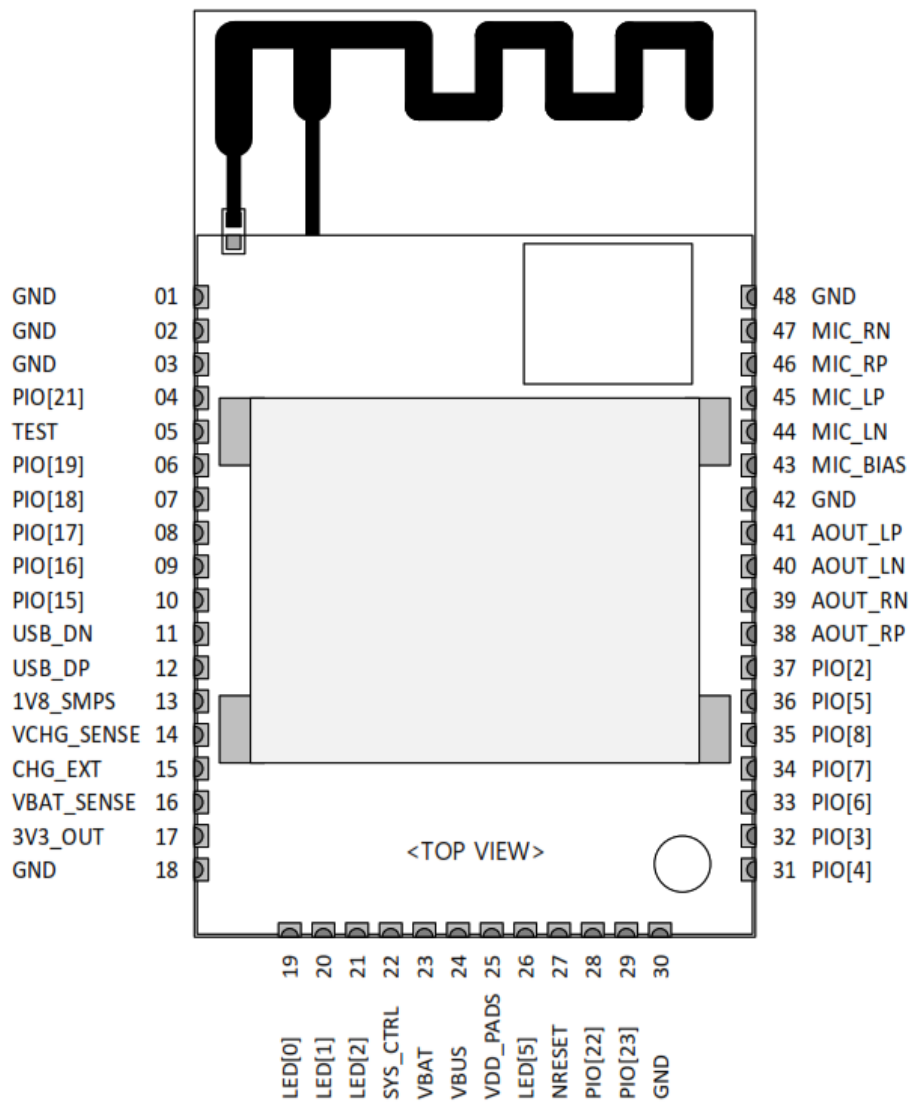 GND 01
GND 02
GND 03
PIO[21] 04
TEST 05
PIO[19] 06
PIO[18] 07
PIO[17] 08
PIO[16] 09
PIO[15] 10
USB_DN 11
USB_DP 12
1V8_SMPS 13
VCHG_SENSE 14
CHG_EXT 15
VBAT_SENSE 16
3V3_OUT 17
GND 18
48 GND
47 MIC_RN
46 MIC_RP
45 MIC_LP
44 MIC_LN
43 MIC_BIAS
42 GND
41 AOUT_LP
40 AOUT_LN
39 AOUT_RN
38 AOUT_RP
37 PIO[2]
36 PIO[5]
35 PIO[8]
34 PIO[7]
33 PIO[6]
32 PIO[3]
31 PIO[4]
<TOP VIEW>
LED[0] 19
LED[1] 20
LED[2] 21
SYS_CTRL 22
VBAT 23
VBUS 24
VDD_PADS 25
LED[5] 26
NRESET 27
PIO[22] 28
PIO[23] 29
GND 30